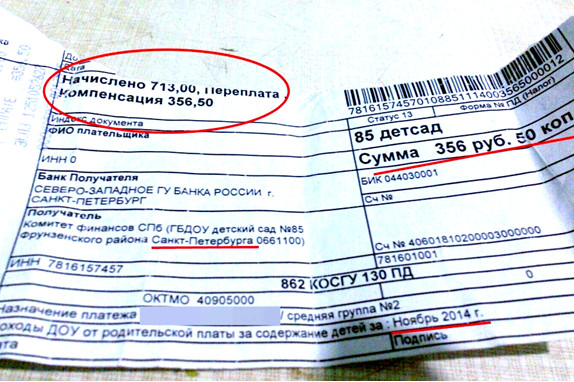 Дата
Начислено 713,00, Переплата
Компенсация 356,50
Индекс документа
ФИО плательщика
ИНН 0
Банк Получателя
СЕВЕРО-ЗАПАДНОЕ ГУ БАНКА РОССИИ г.
САНКТ-ПЕТЕРБУРГ
Получатель
Комитет финансов СПб (ГБДОУ детский сад №85
Фрунзенского района Санкт-Петербурга 0661100)
ИНН 7816157457
Статус 13
Форма № ПД (Налог)
85 детсад
Сумма 356 руб. 50 коп
БИК 044030001
Сч №
Сч № 40601810200003000000
781601001
862 КОСГУ 130 ПД
ОКТМО 40905000
0
Назначение платежа / средняя группа №2
доходы ДОУ от родительской платы за содержание детей за : Ноябрь 2014 г.
Дата
Подпись